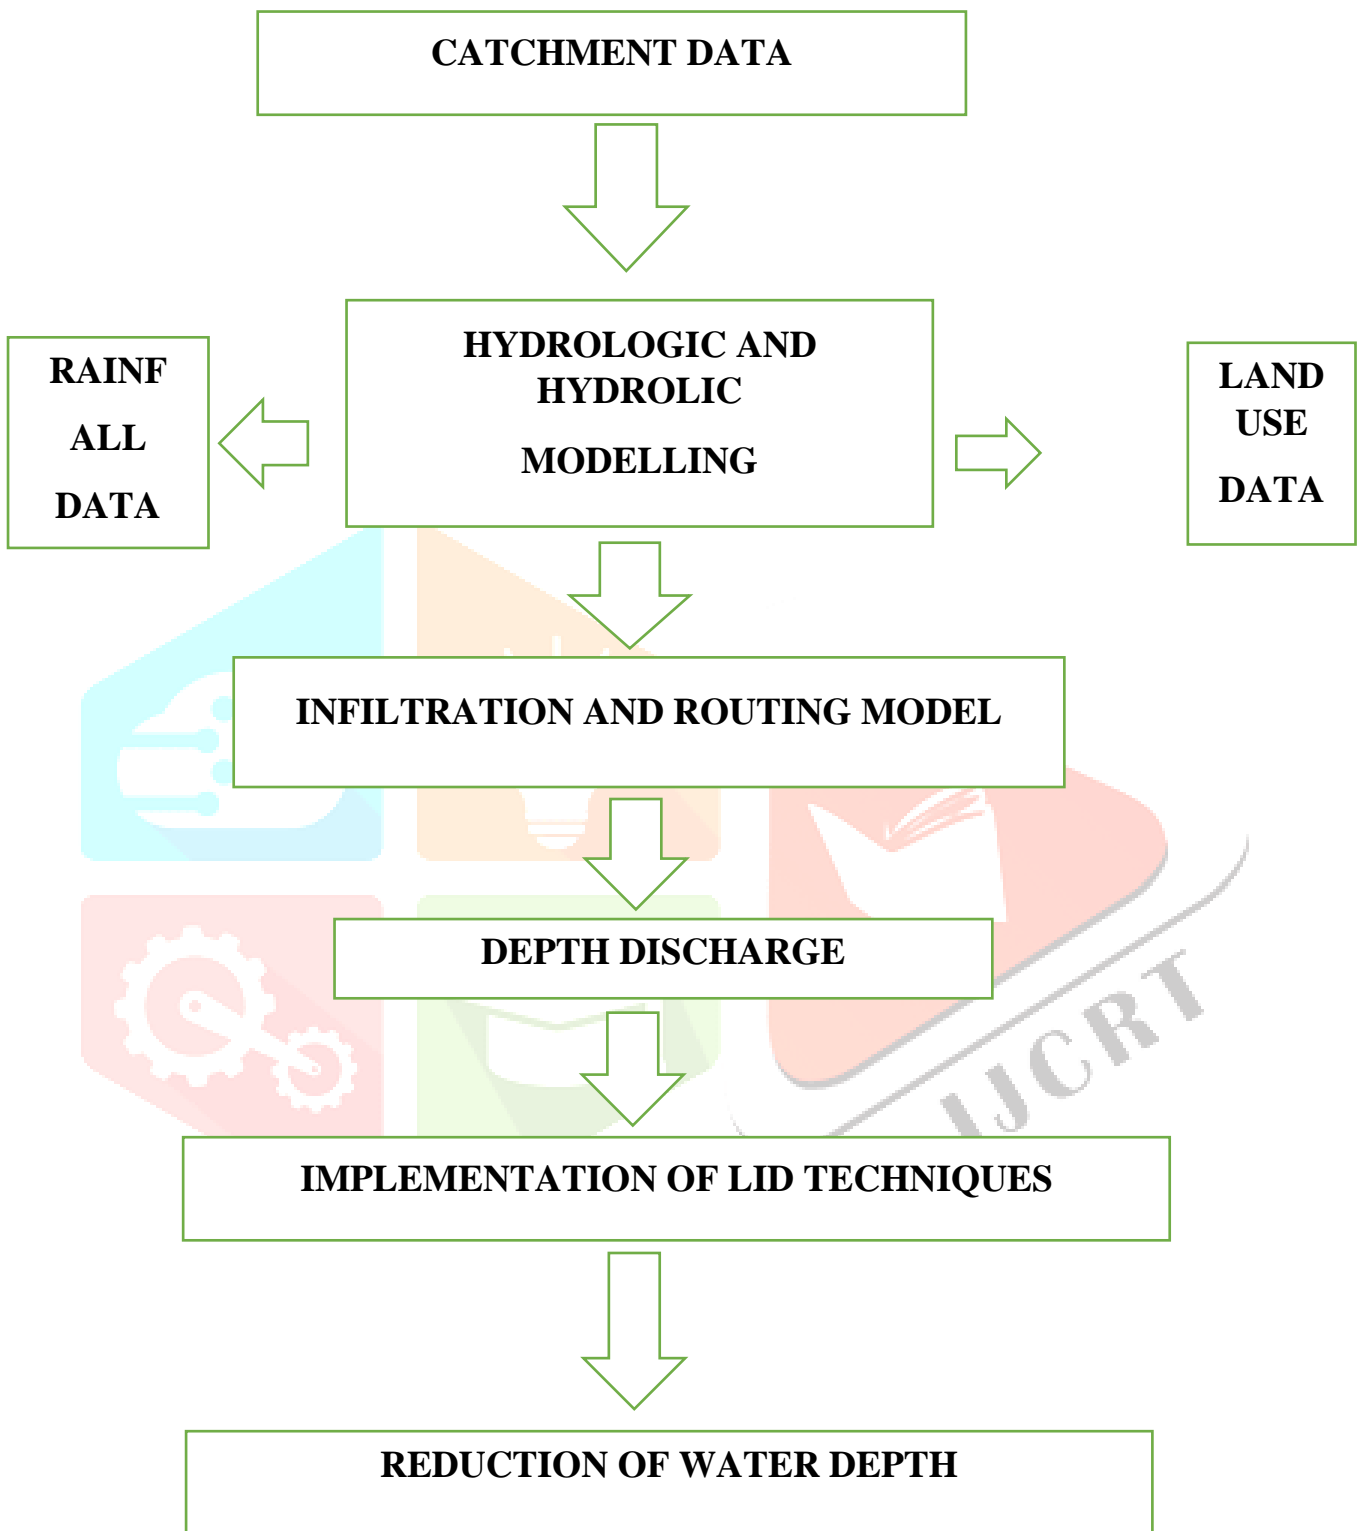 CATCHMENT DATA
RAINF
ALL
DATA
HYDROLOGIC AND
HYDROLIC
MODELLING
LAND
USE
DATA
INFILTRATION AND ROUTING MODEL
DEPTH DISCHARGE
IJCRT
IMPLEMENTATION OF LID TECHNIQUES
REDUCTION OF WATER DEPTH